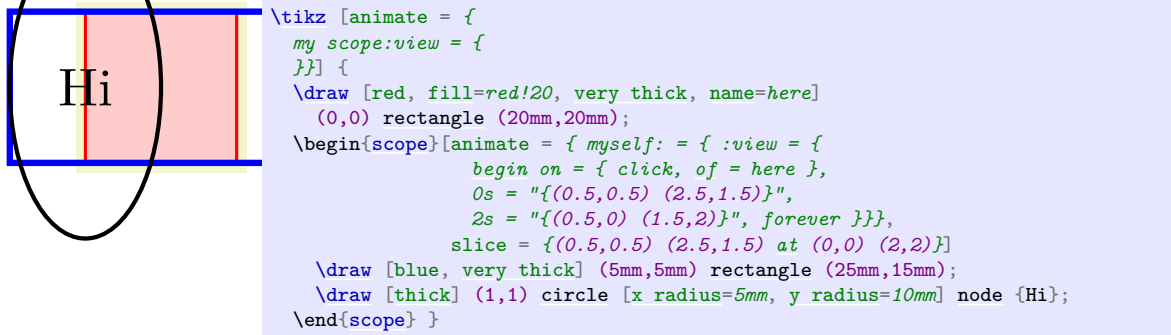 Hi
\tikz [animate = {
my scope:view = {
}}] {
\draw [red, fill=red!20, very thick, name=here]
(0,0) rectangle (20mm,20mm);
\begin{scope}[animate = { myself: = { :view = {
begin on = { click, of = here },
0s = "{(0.5,0.5) (2.5,1.5)}",
2s = "{(0.5,0) (1.5,2)}", forever }}},
slice = {(0.5,0.5) (2.5,1.5) at (0,0) (2,2)}]
\draw [blue, very thick] (5mm,5mm) rectangle (25mm,15mm);
\draw [thick] (1,1) circle [x radius=5mm, y radius=10mm] node {Hi};
\end{scope} }